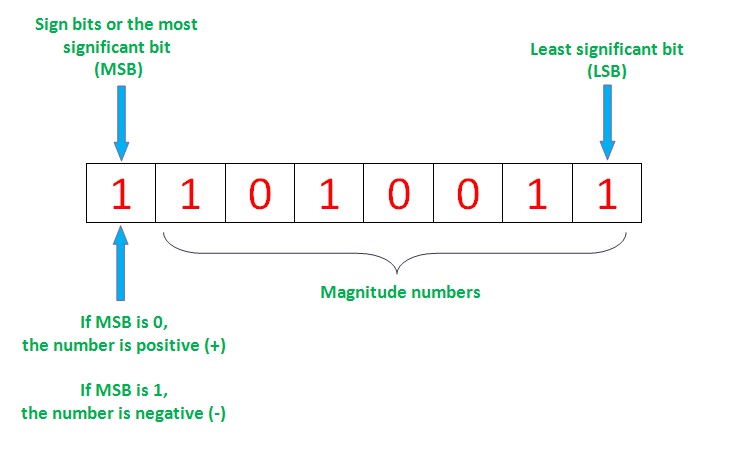 Sign bits or the most
significant bit
(MSB)
Least significant bit
(LSB)
1 1 0 1 0 0 1 1
Magnitude numbers
If MSB is 0,
the number is positive (+)
If MSB is 1,
the number is negative (-)